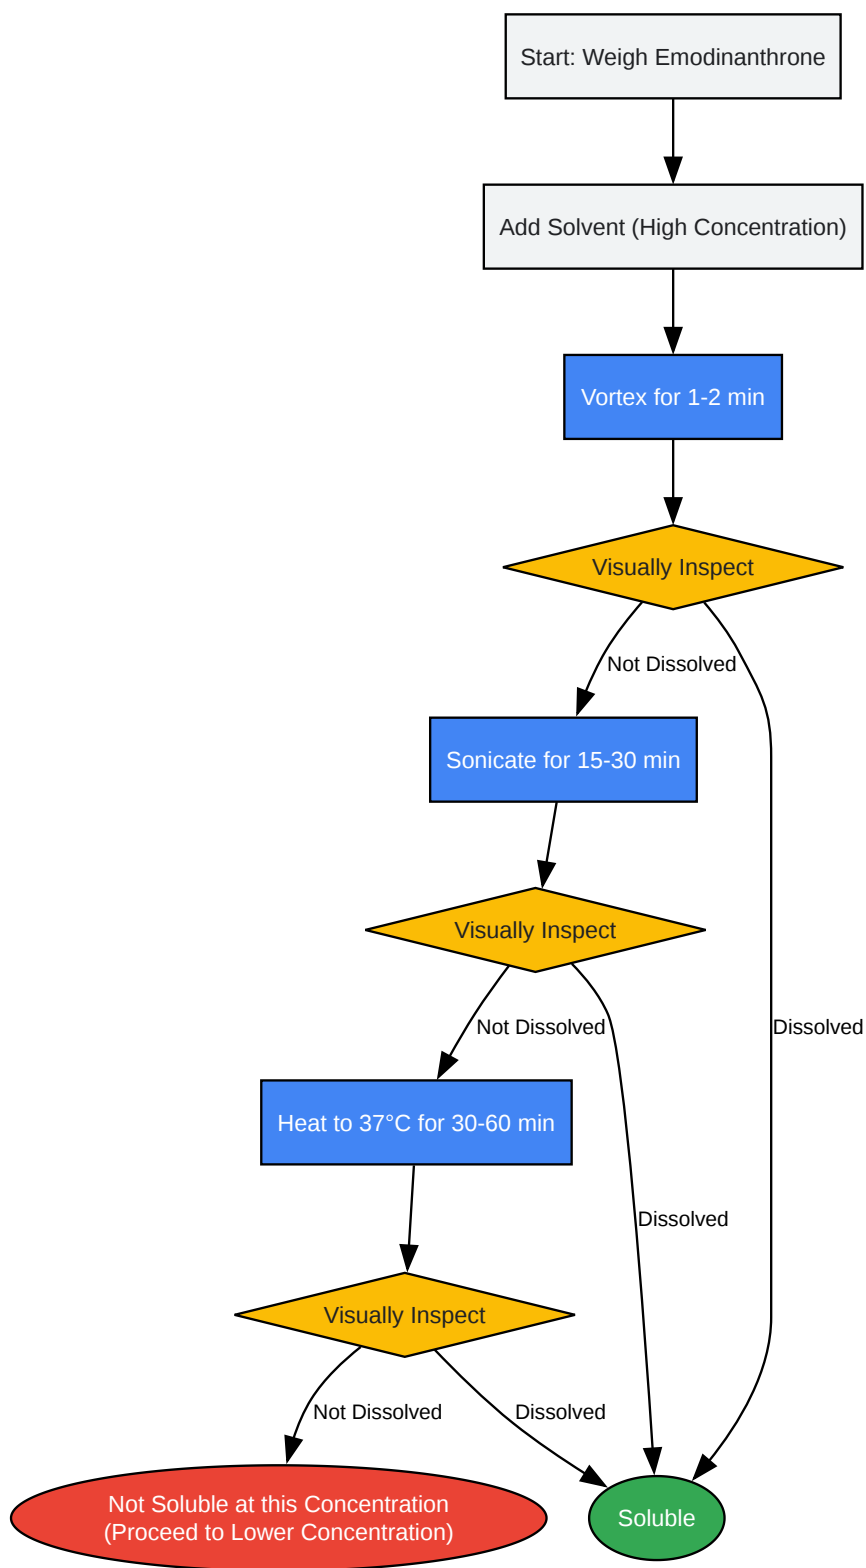 Start: Weigh Emodinanthrone
Add Solvent (High Concentration)
Vortex for 1-2 min
Visually Inspect
Not Dissolved
Sonicate for 15-30 min
Visually Inspect
Not Dissolved
Dissolved
Heat to 37°C for 30-60 min
Dissolved
Visually Inspect
Not Dissolved
Dissolved
Not Soluble at this Concentration
(Proceed to Lower Concentration)
Soluble